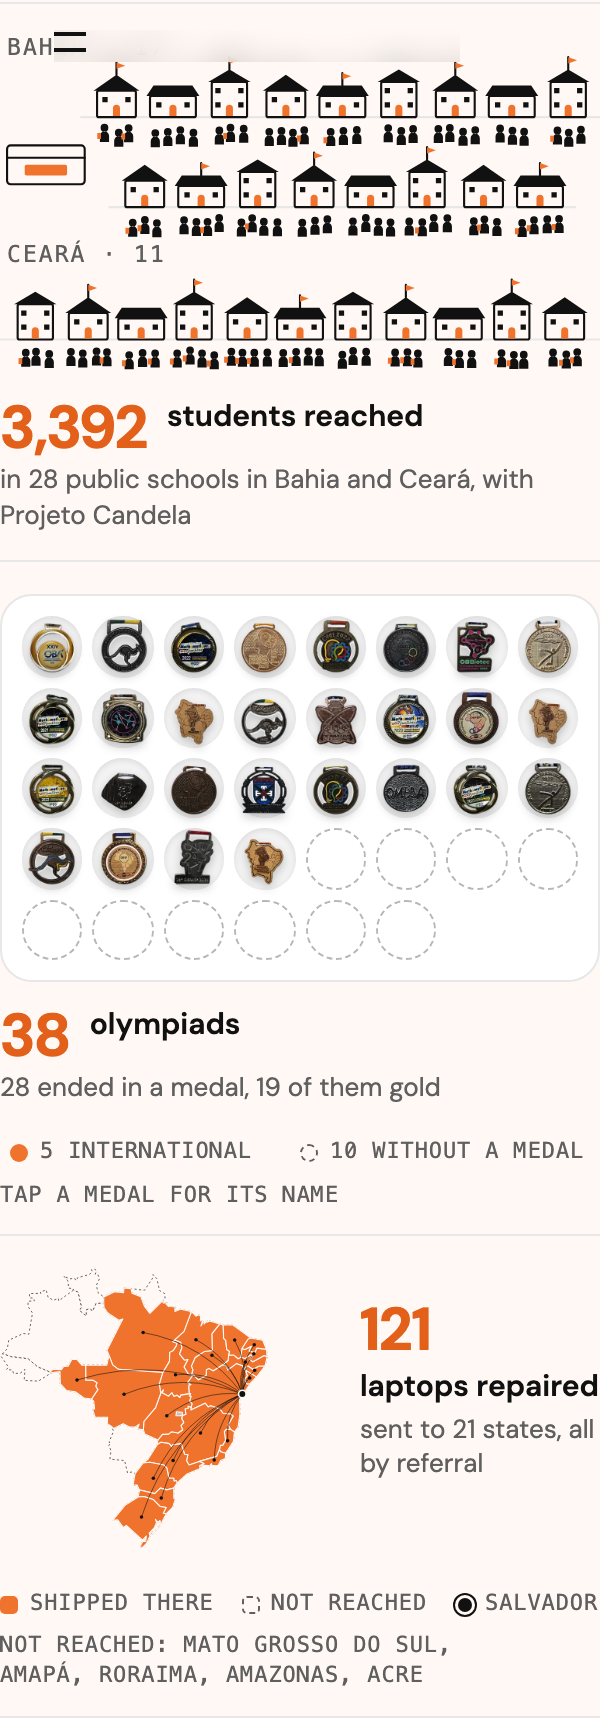 BAH
CEARÁ · 11
3,392 students reached
in 28 public schools in Bahia and Ceará, with
Projeto Candela
38 olympiads
28 ended in a medal, 19 of them gold
5 INTERNATIONAL 10 WITHOUT A MEDAL
TAP A MEDAL FOR ITS NAME
121
laptops repaired
sent to 21 states, all
by referral
SHIPPED THERE NOT REACHED SALVADOR
NOT REACHED: MATO GROSSO DO SUL,
AMAPÁ, RORAIMA, AMAZONAS, ACRE